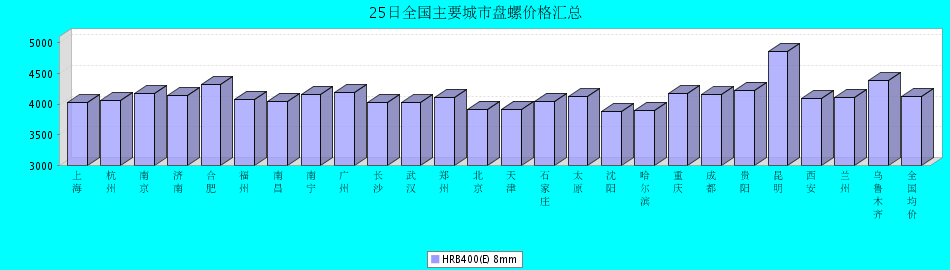 25日全国主要城市盘螺价格汇总
5000
4500
4000
3500
3000
上海
杭州
南京
济南
合肥
福州
南昌
南宁
广州
长沙
武汉
郑州
北京
天津
石家庄
太原
沈阳
哈尔滨
重庆
成都
贵阳
昆明
西安
兰州
乌鲁木齐
全国均价
HRB400(E) 8mm